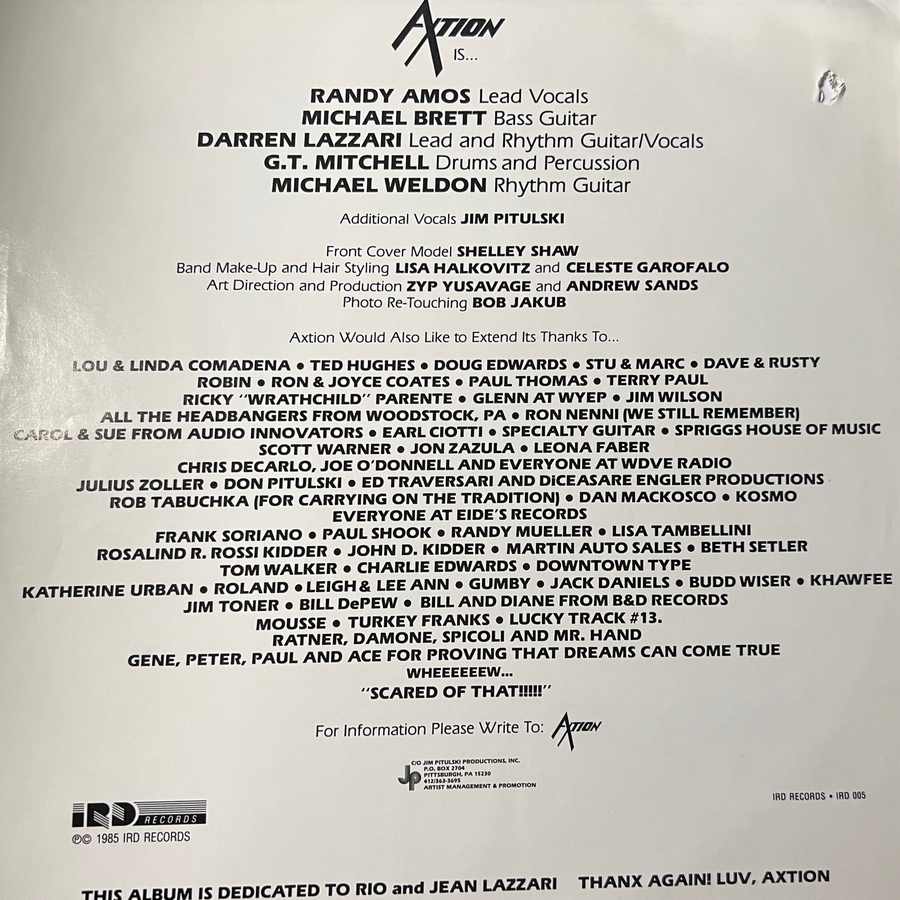 AXTION
IS...
RANDY AMOS Lead Vocals
MICHAEL BRETT Bass Guitar
DARREN LAZZARI Lead and Rhythm Guitar/Vocals
G.T. MITCHELL Drums and Percussion
MICHAEL WELDON Rhythm Guitar
Additional Vocals JIM PITULSKI
Front Cover Model SHELLEY SHAW
Band Make-Up and Hair Styling LISA HALKOVITZ and CELESTE GAROFALO
Art Direction and Production ZYP YUSAVAGE and ANDREW SANDS
Photo Re-Touching BOB JAKUB
Axtion Would Also Like to Extend Its Thanks To...
LOU & LINDA COMADENA • TED HUGHES • DOUG EDWARDS • STU & MARC • DAVE & RUSTY
ROBIN • RON & JOYCE COATES • PAUL THOMAS • TERRY PAUL
RICKY "WRATHCHILD" PARENTE • GLENN AT WYEP • JIM WILSON
ALL THE HEADBANGERS FROM WOODSTOCK, PA • RON NENNI (WE STILL REMEMBER)
CAROL & SUE FROM AUDIO INNOVATORS • EARL CIOTTI • SPECIALTY GUITAR • SPRIGGS HOUSE OF MUSIC
SCOTT WARNER • JON ZAZULA • LEONA FABER
CHRIS DECARLO, JOE O'DONNELL AND EVERYONE AT WDVE RADIO
JULIUS ZOLLER • DON PITULSKI • ED TRAVERSARI AND DiCEASARE ENGLER PRODUCTIONS
ROB TABUCHKA (FOR CARRYING ON THE TRADITION) • DAN MACKOSCO • KOSMO
EVERYONE AT EIDE'S RECORDS
FRANK SORIANO • PAUL SHOOK • RANDY MUELLER • LISA TAMBELLINI
ROSALIND R. ROSSI KIDDER • JOHN D. KIDDER • MARTIN AUTO SALES • BETH SETLER
TOM WALKER • CHARLIE EDWARDS • DOWNTOWN TYPE
KATHERINE URBAN • ROLAND • LEIGH & LEE ANN • GUMBY • JACK DANIELS • BUDD WISER • KHAWFEE
JIM TONER • BILL DePEW • BILL AND DIANE FROM B&D RECORDS
MOUSSE • TURKEY FRANKS • LUCKY TRACK #13.
RATNER, DAMONE, SPICOLI AND MR. HAND
GENE, PETER, PAUL AND ACE FOR PROVING THAT DREAMS CAN COME TRUE
WHEEEEEEW...
"SCARED OF THAT!!!!!"
For Information Please Write To: AXTION
JP
C/O JIM PITULSKI PRODUCTIONS, INC.
P.O. BOX 2704
PITTSBURGH, PA 15230
412/363-3695
ARTIST MANAGEMENT & PROMOTION
IRD RECORDS • IRD 005
IRD RECORDS
℗© 1985 IRD RECORDS
THIS ALBUM IS DEDICATED TO RIO and JEAN LAZZARI THANX AGAIN! LUV, AXTION